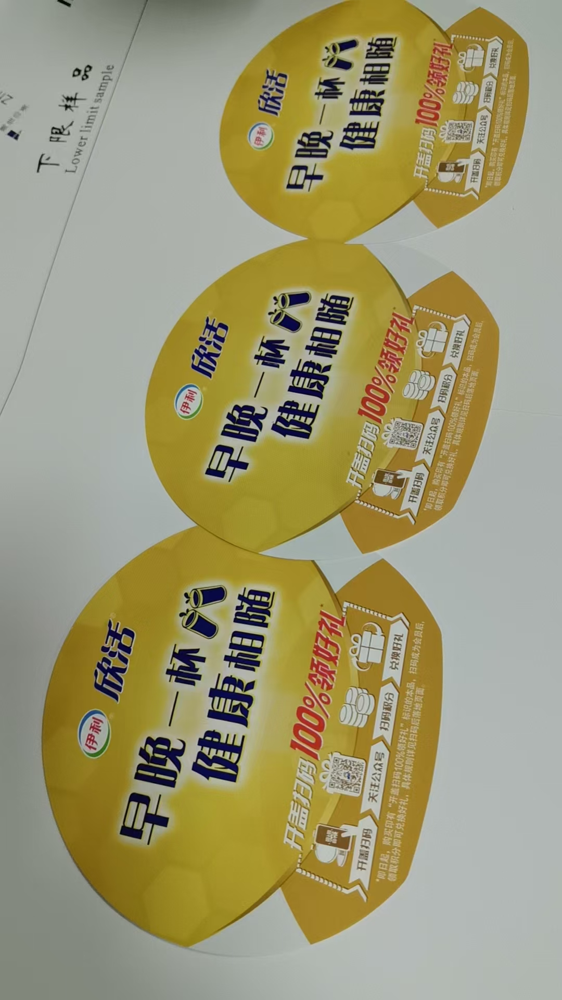 下限样品
Lower limit sample
伊利 欣活
早晚一杯
健康相随
开盖扫码100%领好礼*
开盖扫码 关注公众号 扫码积分 兑换好礼
*即日起，购买印有“开盖扫码100%领好礼”标识的本品，扫码成为会员后，
领取积分即可兑换好礼，具体规则详见扫码后落地页面。
伊利 欣活
早晚一杯
健康相随
开盖扫码100%领好礼*
开盖扫码 关注公众号 扫码积分 兑换好礼
*即日起，购买印有“开盖扫码100%领好礼”标识的本品，扫码成为会员后，
领取积分即可兑换好礼，具体规则详见扫码后落地页面。
伊利 欣活®
早晚一杯
健康相随
开盖扫码100%领好礼*
开盖扫码 关注公众号 扫码积分 兑换好礼
*即日起，购买印有“开盖扫码100%领好礼”标识的本品，扫码成为会员后，
领取积分即可兑换好礼，具体规则详见扫码后落地页面。